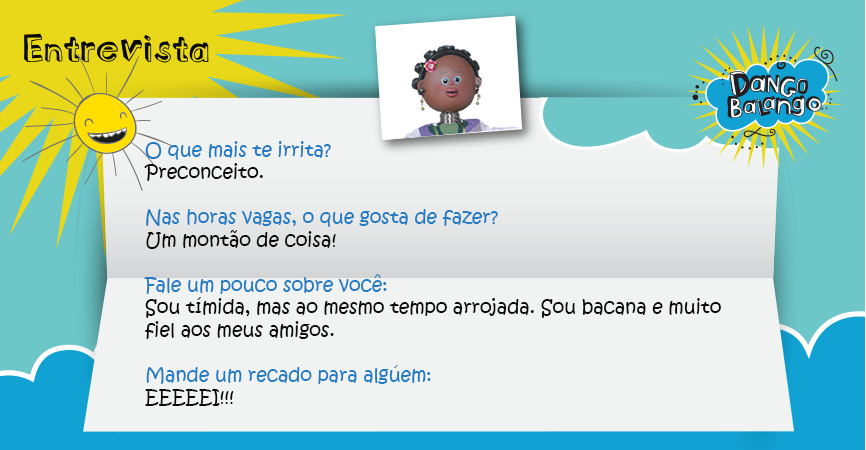 Entrevista
Dango
Balango
O que mais te irrita?
Preconceito.
Nas horas vagas, o que gosta de fazer?
Um montão de coisa!
Fale um pouco sobre você:
Sou tímida, mas ao mesmo tempo arrojada. Sou bacana e muito
fiel aos meus amigos.
Mande um recado para algúem:
EEEEEI!!!